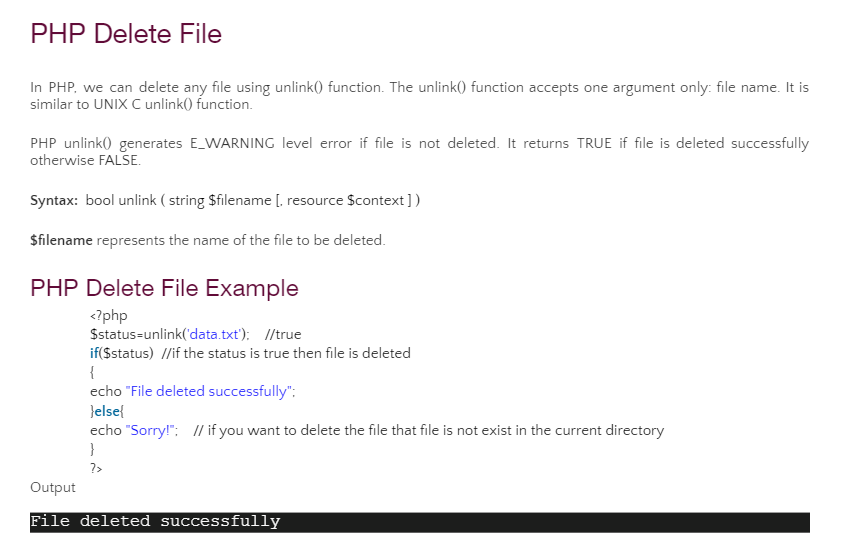 PHP Delete File
In PHP, we can delete any file using unlink() function. The unlink() function accepts one argument only: file name. It is
similar to UNIX C unlink() function.
PHP unlink() generates E_WARNING level error if file is not deleted. It returns TRUE if file is deleted successfully
otherwise FALSE.
Syntax: bool unlink ( string $filename [, resource $context ] )
$filename represents the name of the file to be deleted.
PHP Delete File Example
<?php
$status=unlink('data.txt'); //true
if($status) //if the status is true then file is deleted
{
echo "File deleted successfully";
}else{
echo "Sorry!"; // if you want to delete the file that file is not exist in the current directory
}
?>
Output
File deleted successfully